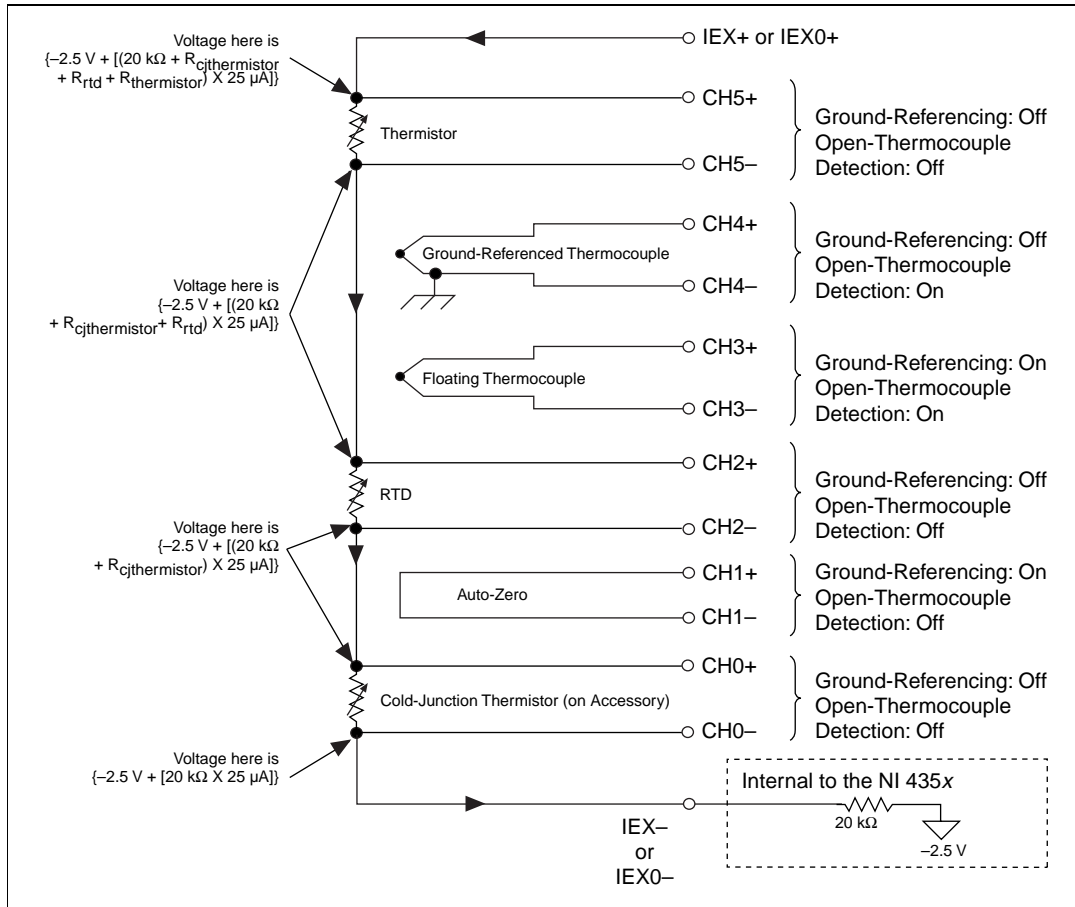 Voltage here is
{–2.5 V + [(20 kΩ + Rcjthermistor
+ Rrtd + Rthermistor) X 25 µA]}
IEX+ or IEX0+
CH5+
Thermistor
CH5–
Ground-Referencing: Off
Open-Thermocouple
Detection: Off
CH4+
Ground-Referenced Thermocouple
CH4–
Ground-Referencing: Off
Open-Thermocouple
Detection: On
Voltage here is
{–2.5 V + [(20 kΩ
+ Rcjthermistor+ Rrtd) X 25 µA]}
CH3+
Floating Thermocouple
CH3–
Ground-Referencing: On
Open-Thermocouple
Detection: On
CH2+
RTD
CH2–
Ground-Referencing: Off
Open-Thermocouple
Detection: Off
Voltage here is
{–2.5 V + [(20 kΩ
+ Rcjthermistor) X 25 µA]}
CH1+
Auto-Zero
CH1–
Ground-Referencing: On
Open-Thermocouple
Detection: Off
CH0+
Cold-Junction Thermistor (on Accessory)
CH0–
Ground-Referencing: Off
Open-Thermocouple
Detection: Off
Voltage here is
{–2.5 V + [20 kΩ X 25 µA]}
Internal to the NI 435x
20 kΩ
–2.5 V
IEX–
or
IEX0–